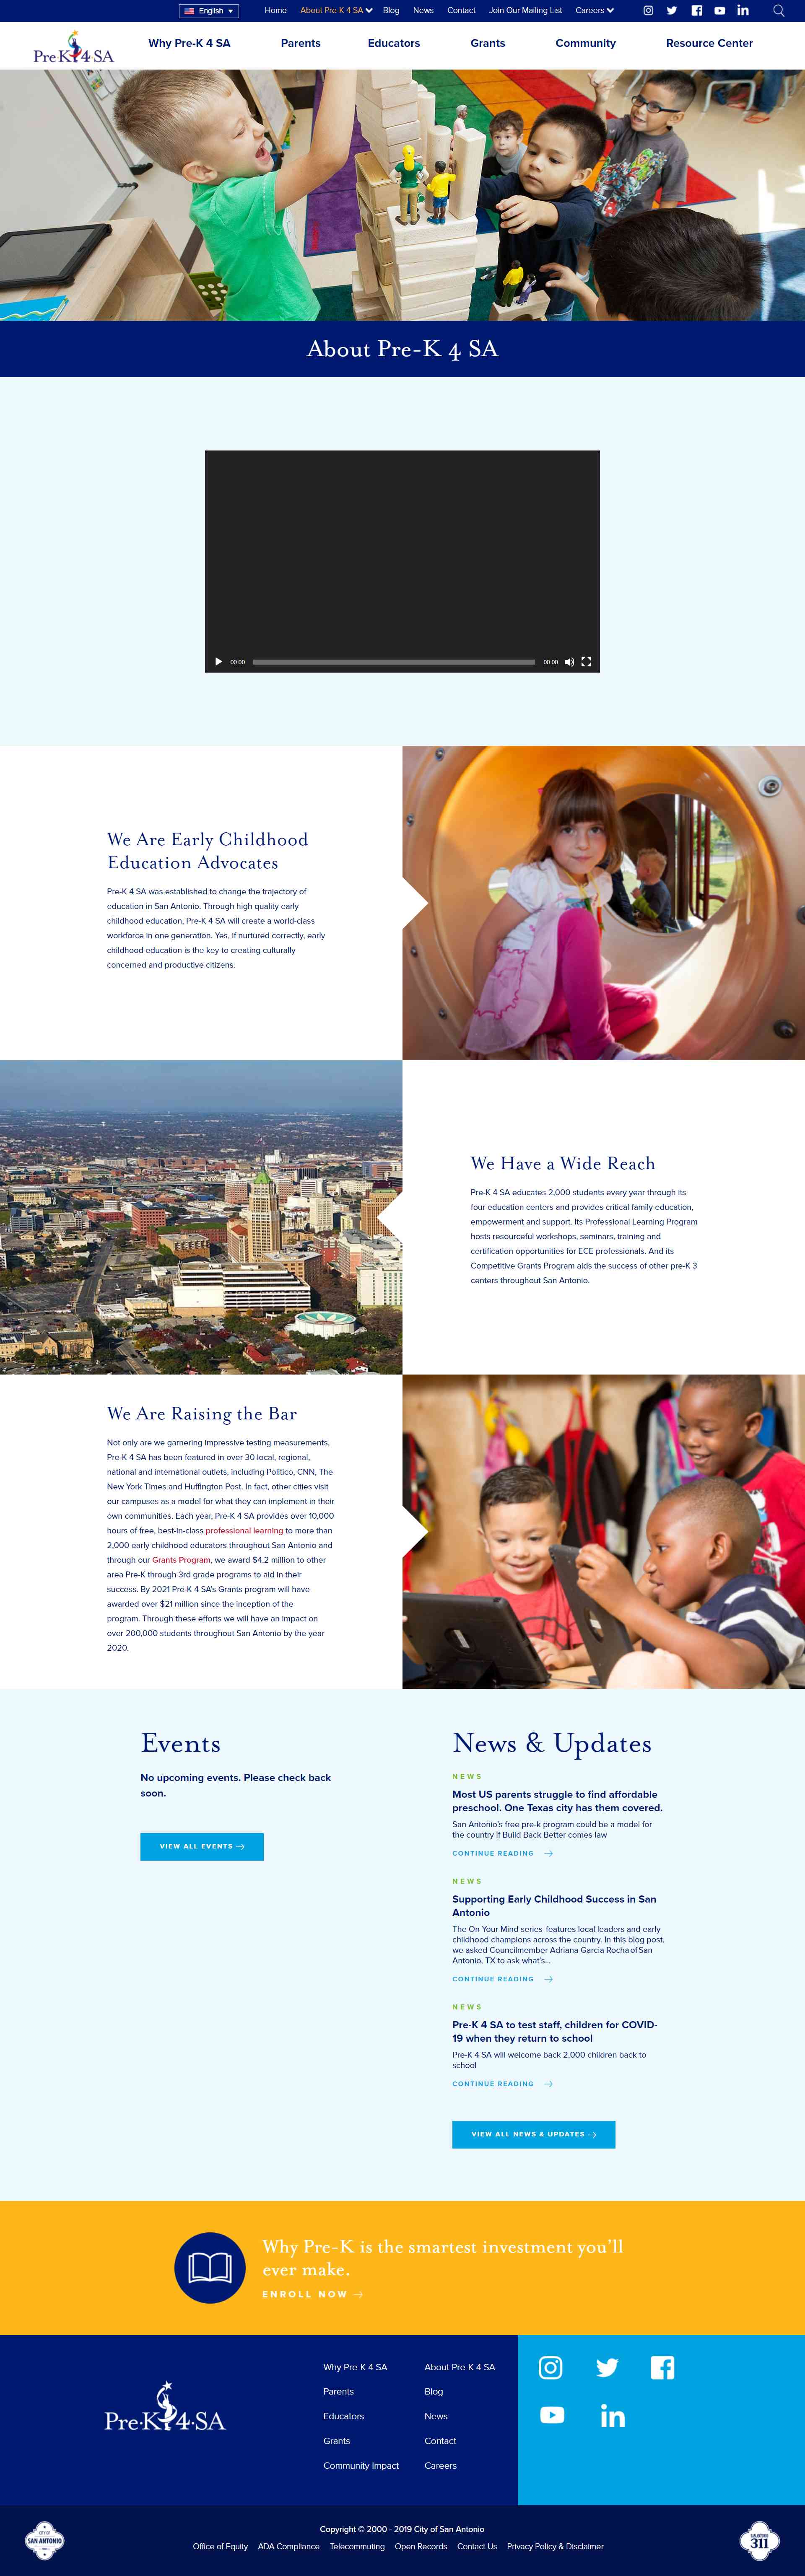 English
Home
About Pre-K 4 SA
Blog
News
Contact
Join Our Mailing List
Careers
Pre·K 4·SA
Why Pre-K 4 SA
Parents
Educators
Grants
Community
Resource Center
About Pre-K 4 SA
00:00
00:00
We Are Early Childhood
Education Advocates
Pre-K 4 SA was established to change the trajectory of
education in San Antonio. Through high quality early
childhood education, Pre-K 4 SA will create a world-class
workforce in one generation. Yes, if nurtured correctly, early
childhood education is the key to creating culturally
concerned and productive citizens.
We Have a Wide Reach
Pre-K 4 SA educates 2,000 students every year through its
four education centers and provides critical family education,
empowerment and support. Its Professional Learning Program
hosts resourceful workshops, seminars, training and
certification opportunities for ECE professionals. And its
Competitive Grants Program aids the success of other pre-K 3
centers throughout San Antonio.
We Are Raising the Bar
Not only are we garnering impressive testing measurements,
Pre-K 4 SA has been featured in over 30 local, regional,
national and international outlets, including Politico, CNN, The
New York Times and Huffington Post. In fact, other cities visit
our campuses as a model for what they can implement in their
own communities. Each year, Pre-K 4 SA provides over 10,000
hours of free, best-in-class professional learning to more than
2,000 early childhood educators throughout San Antonio and
through our Grants Program, we award $4.2 million to other
area Pre-K through 3rd grade programs to aid in their
success. By 2021 Pre-K 4 SA's Grants program will have
awarded over $21 million since the inception of the
program. Through these efforts we will have an impact on
over 200,000 students throughout San Antonio by the year
2020.
Events
No upcoming events. Please check back
soon.
VIEW ALL EVENTS
News & Updates
NEWS
Most US parents struggle to find affordable
preschool. One Texas city has them covered.
San Antonio's free pre-k program could be a model for
the country if Build Back Better comes law
CONTINUE READING
NEWS
Supporting Early Childhood Success in San
Antonio
The On Your Mind series features local leaders and early
childhood champions across the country. In this blog post,
we asked Councilmember Adriana Garcia Rocha of San
Antonio, TX to ask what's...
CONTINUE READING
NEWS
Pre-K 4 SA to test staff, children for COVID-
19 when they return to school
Pre-K 4 SA will welcome back 2,000 children back to
school
CONTINUE READING
VIEW ALL NEWS & UPDATES
Why Pre-K is the smartest investment you'll
ever make.
ENROLL NOW
Pre·K 4·SA
Why Pre-K 4 SA
Parents
Educators
Grants
Community Impact
About Pre-K 4 SA
Blog
News
Contact
Careers
CITY OF
SAN ANTONIO
Copyright © 2000 - 2019 City of San Antonio
Office of Equity
ADA Compliance
Telecommuting
Open Records
Contact Us
Privacy Policy & Disclaimer
SAN ANTONIO
311